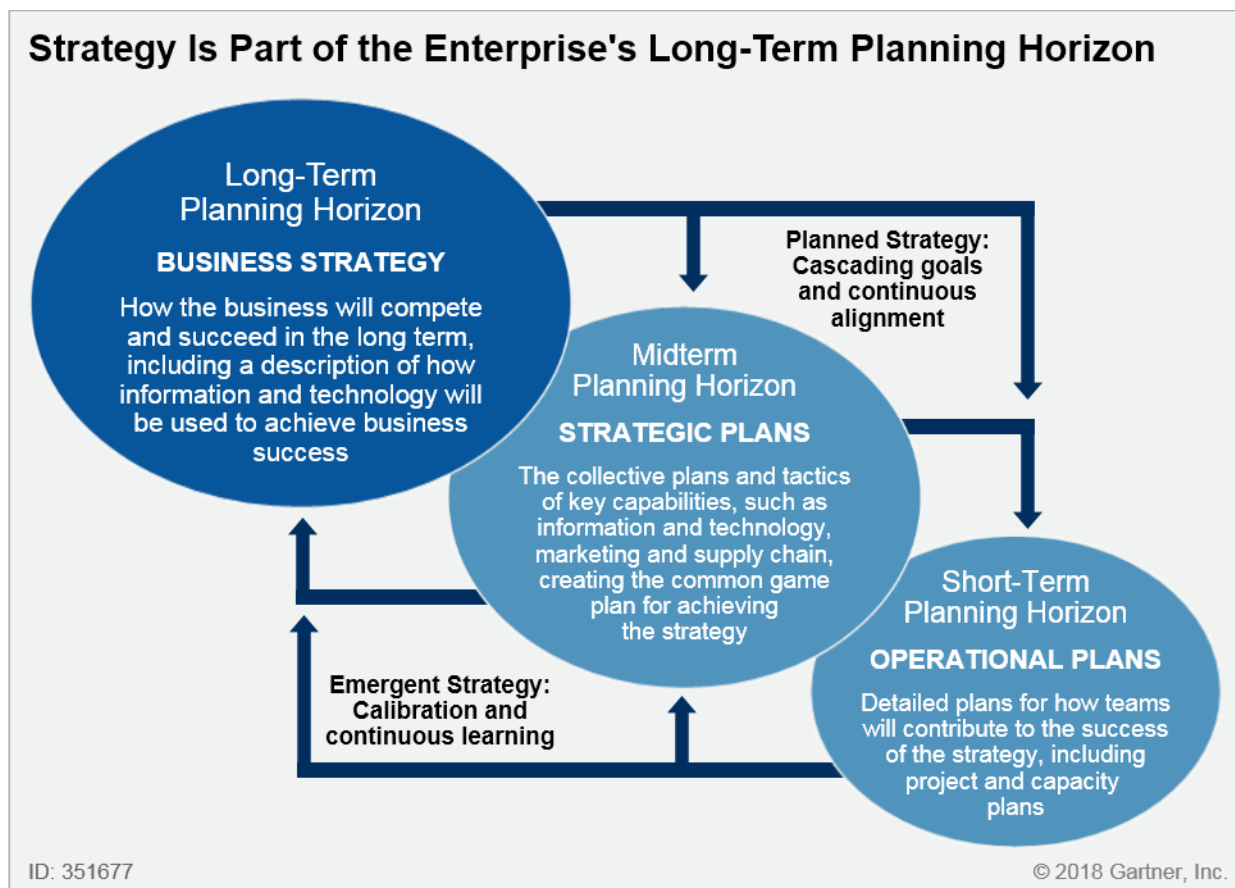 Strategy Is Part of the Enterprise's Long-Term Planning Horizon
Long-Term
Planning Horizon
BUSINESS STRATEGY
How the business will compete
and succeed in the long term,
including a description of how
information and technology will
be used to achieve business
success
Planned Strategy:
Cascading goals
and continuous
alignment
Midterm
Planning Horizon
STRATEGIC PLANS
The collective plans and tactics
of key capabilities, such as
information and technology,
marketing and supply chain,
creating the common game
plan for achieving
the strategy
Short-Term
Planning Horizon
OPERATIONAL PLANS
Detailed plans for how teams
will contribute to the success
of the strategy, including
project and capacity
plans
Emergent Strategy:
Calibration and
continuous learning
ID: 351677
© 2018 Gartner, Inc.